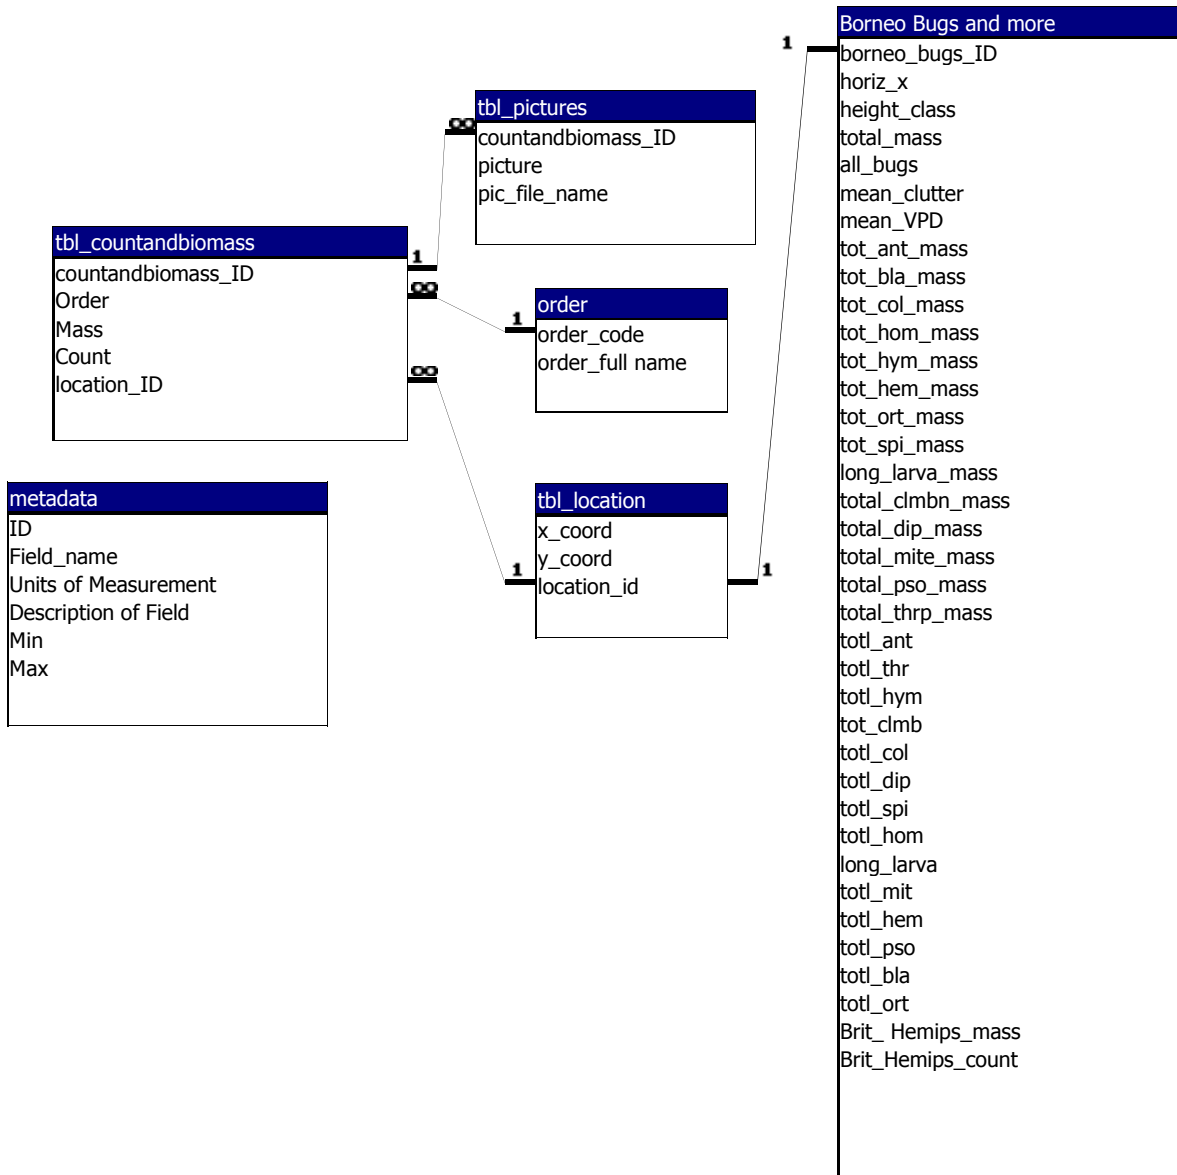 Borneo Bugs and more
borneo_bugs_ID
horiz_x
height_class
total_mass
all_bugs
mean_clutter
mean_VPD
tot_ant_mass
tot_bla_mass
tot_col_mass
tot_hom_mass
tot_hym_mass
tot_hem_mass
tot_ort_mass
tot_spi_mass
long_larva_mass
total_clmbn_mass
total_dip_mass
total_mite_mass
total_pso_mass
total_thrp_mass
totl_ant
totl_thr
totl_hym
tot_clmb
totl_col
totl_dip
totl_spi
totl_hom
long_larva
totl_mit
totl_hem
totl_pso
totl_bla
totl_ort
Brit_ Hemips_mass
Brit_Hemips_count
1
tbl_pictures
countandbiomass_ID
picture
pic_file_name
∞
tbl_countandbiomass
countandbiomass_ID
Order
Mass
Count
location_ID
1
∞
∞
order
order_code
order_full name
1
tbl_location
x_coord
y_coord
location_id
1
1
metadata
ID
Field_name
Units of Measurement
Description of Field
Min
Max